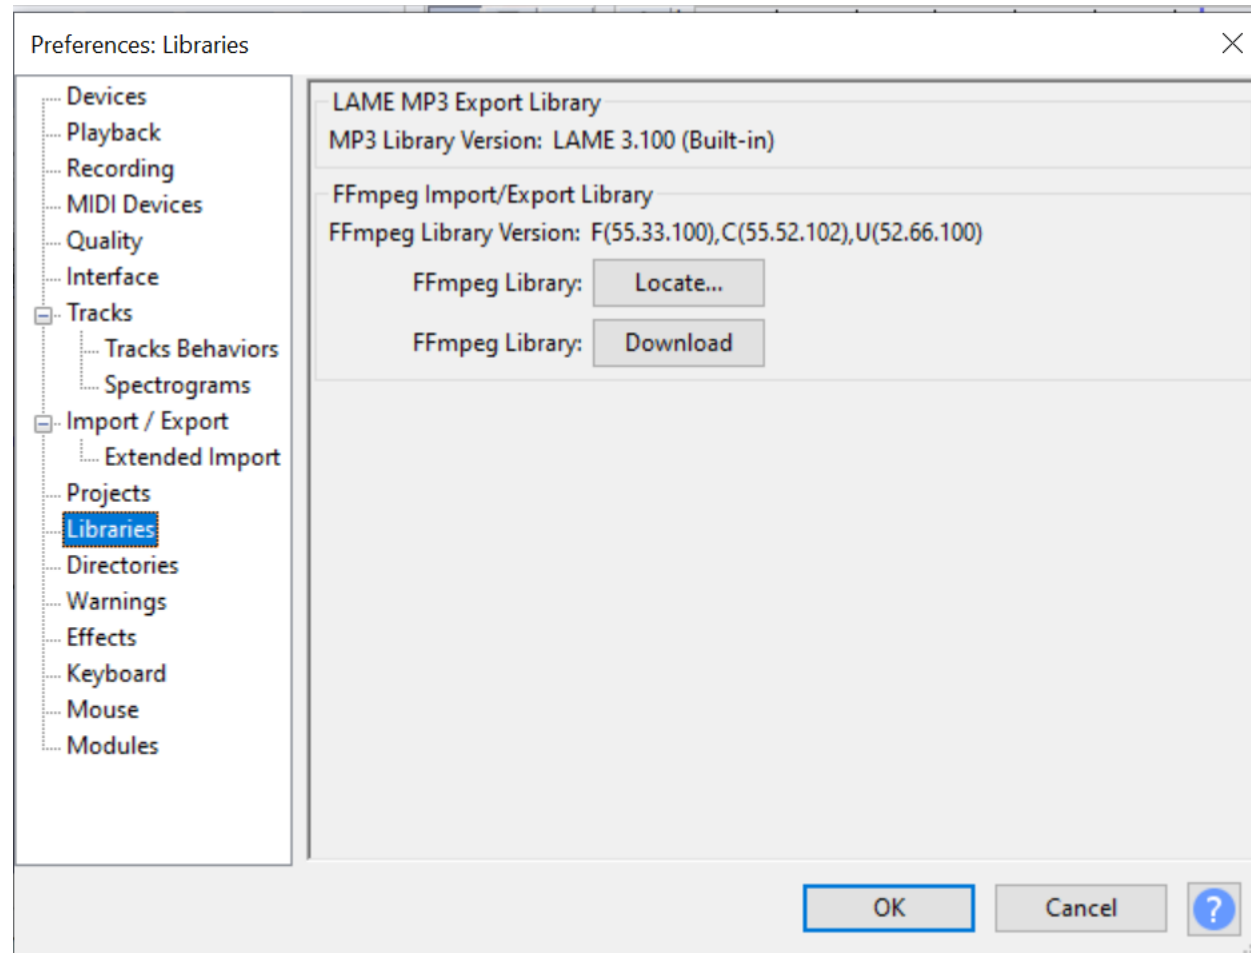 Preferences: Libraries
Devices
Playback
Recording
MIDI Devices
Quality
Interface
Tracks
Tracks Behaviors
Spectrograms
Import / Export
Extended Import
Projects
Libraries
Directories
Warnings
Effects
Keyboard
Mouse
Modules
LAME MP3 Export Library
MP3 Library Version: LAME 3.100 (Built-in)
FFmpeg Import/Export Library
FFmpeg Library Version: F(55.33.100),C(55.52.102),U(52.66.100)
FFmpeg Library: Locate...
FFmpeg Library: Download
OK Cancel ?